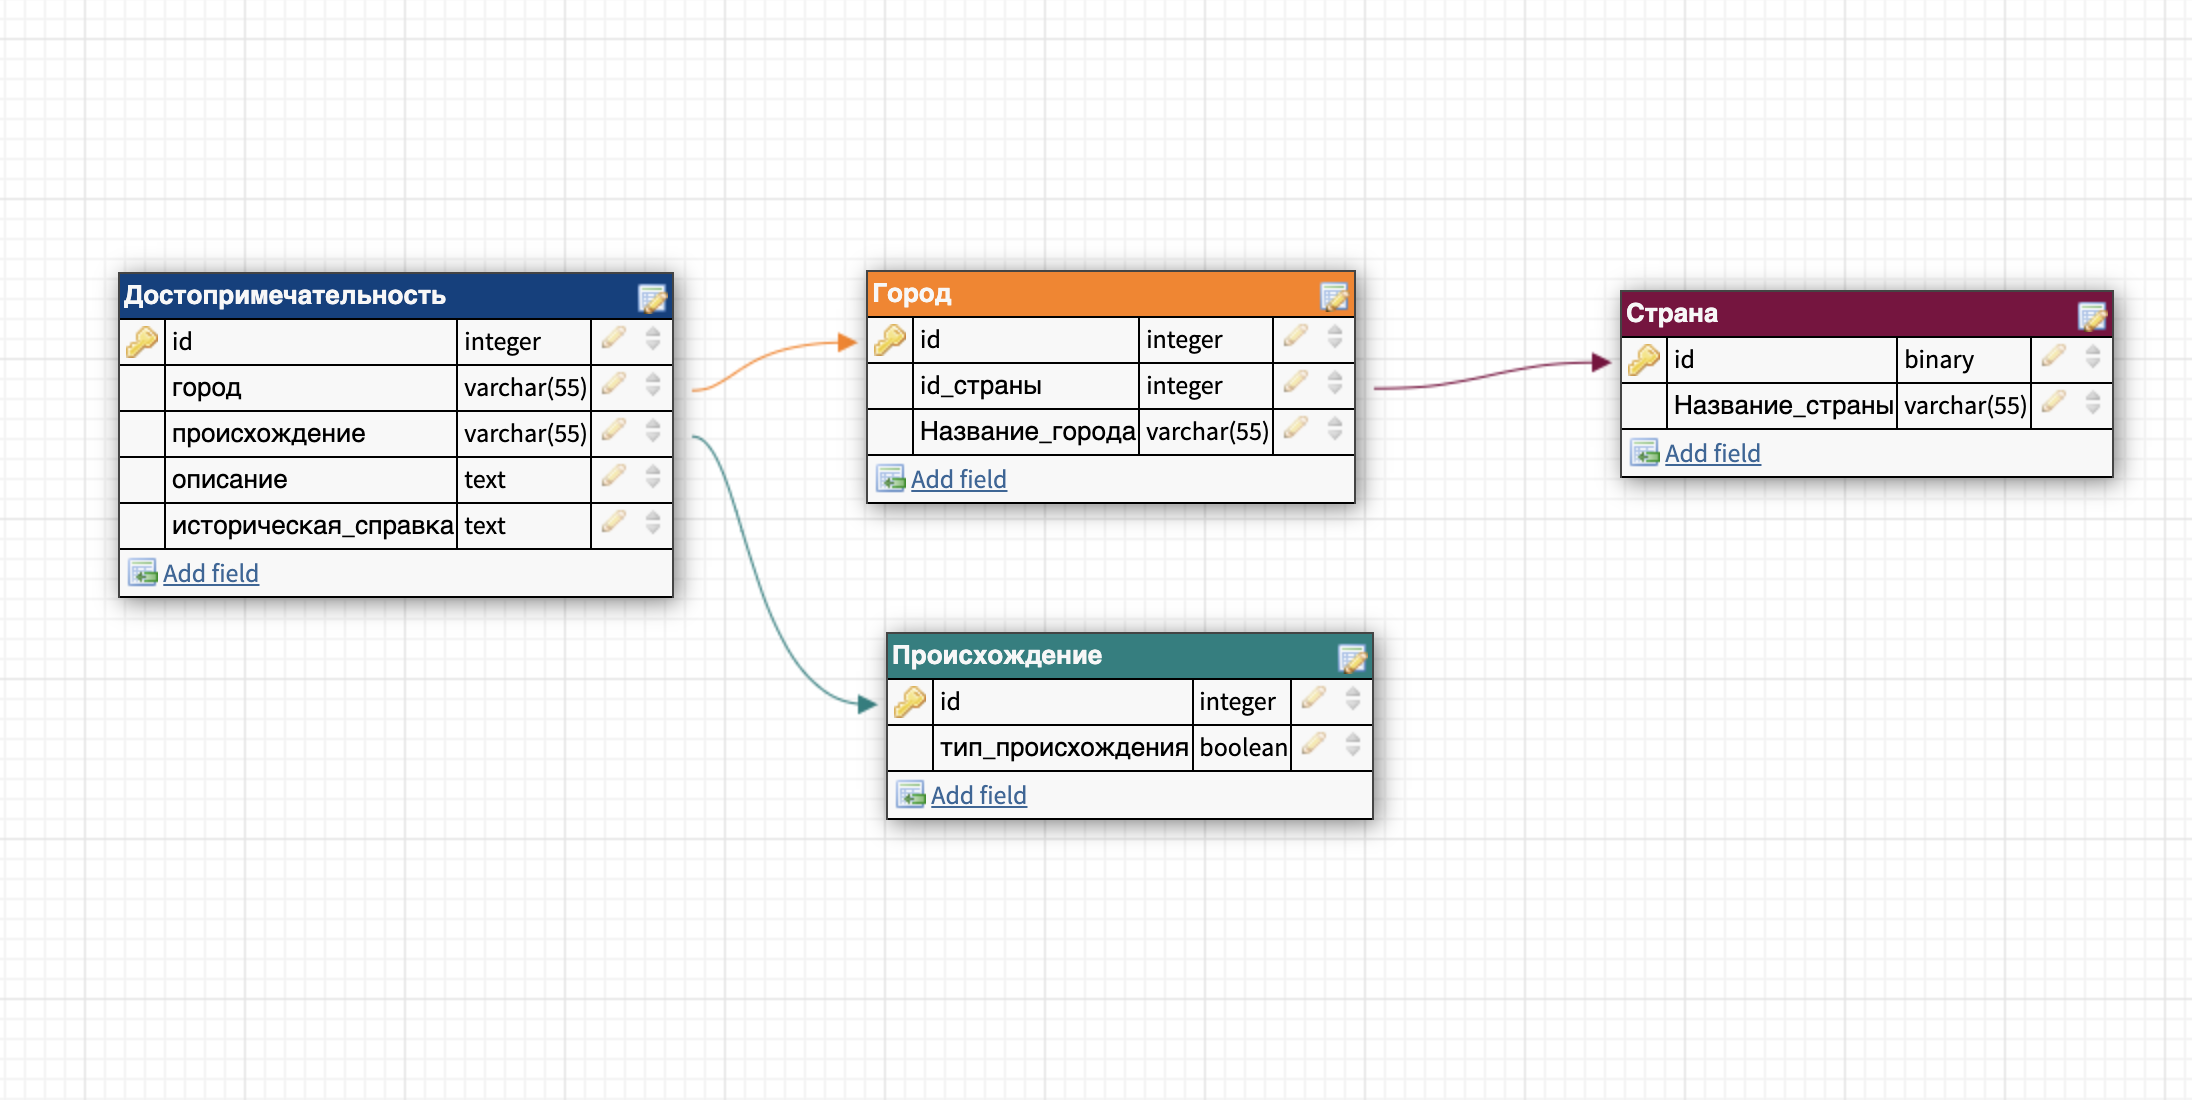 Достопримечательность
id integer
город varchar(55)
происхождение varchar(55)
описание text
историческая_справка text
Add field
Город
id integer
id_страны integer
Название_города varchar(55)
Add field
Страна
id binary
Название_страны varchar(55)
Add field
Происхождение
id integer
тип_происхождения boolean
Add field